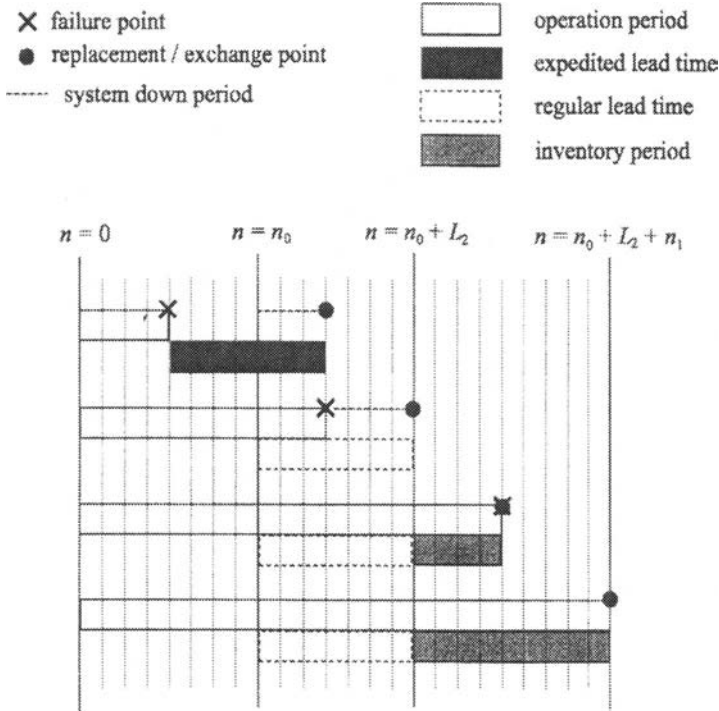 failure point
replacement / exchange point
system down period
operation period
expedited lead time
regular lead time
inventory period
n = 0
n = n₀
n = n₀ + L₂
n = n₀ + L₂ + n₁